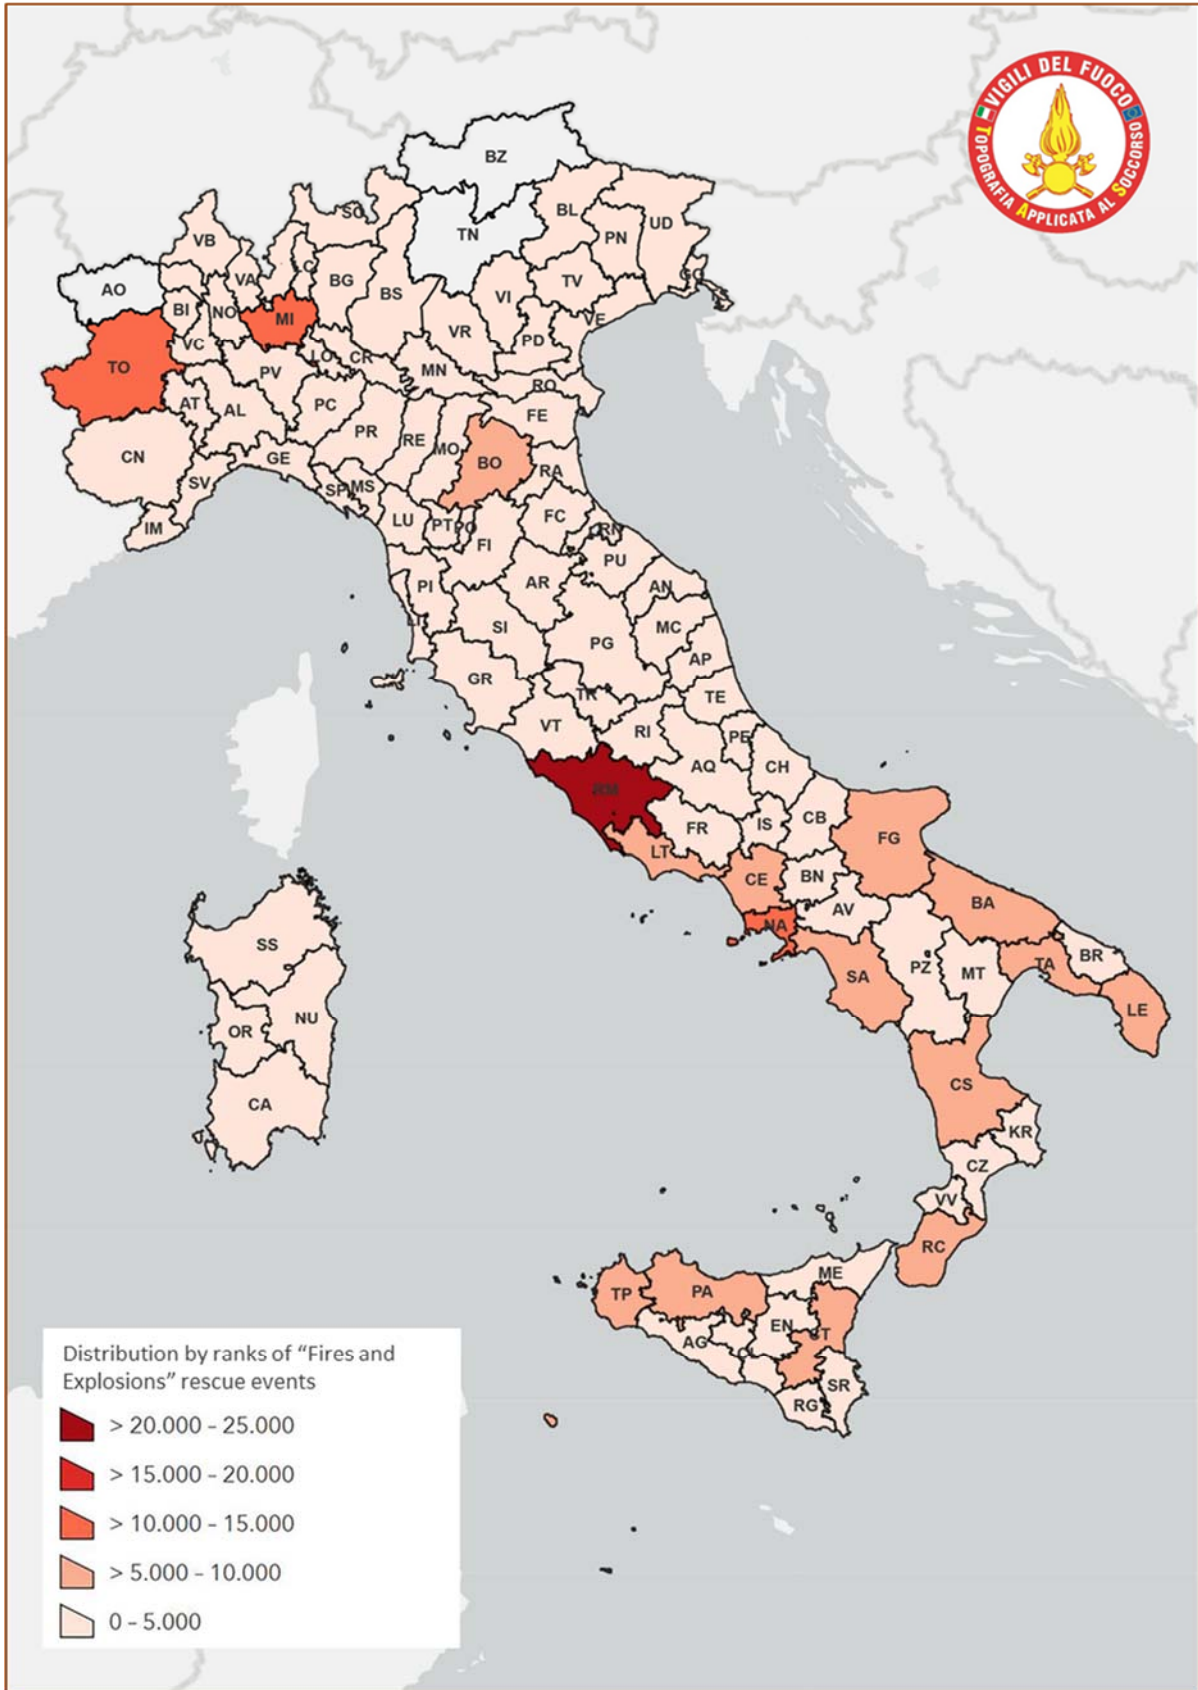 VIGILI DEL FUOCO
TOPOGRAFIA APPLICATA AL SOCCORSO
BZ
SO
BL
UD
TN
PN
VB
LC
GO
VA
BG
TV
AO
BS
VI
BI
NO
MI
VE
VR
PD
VC
LO
CR
TO
PV
MN
RO
AT
AL
PC
FE
PR
RE
MO
CN
GE
BO
RA
SV
SP
MS
LU
PT
PO
FC
IM
RN
FI
PU
PI
AR
AN
LI
SI
MC
PG
AP
GR
TR
TE
VT
RI
PE
AQ
CH
RM
FR
IS
CB
FG
LT
CE
BN
BA
AV
NA
SS
BR
PZ
MT
TA
SA
LE
NU
OR
CS
CA
KR
CZ
VV
RC
ME
TP
PA
EN
CT
AG
CL
SR
RG
Distribution by ranks of “Fires and
Explosions” rescue events
> 20.000 – 25.000
> 15.000 – 20.000
> 10.000 – 15.000
> 5.000 – 10.000
0 – 5.000